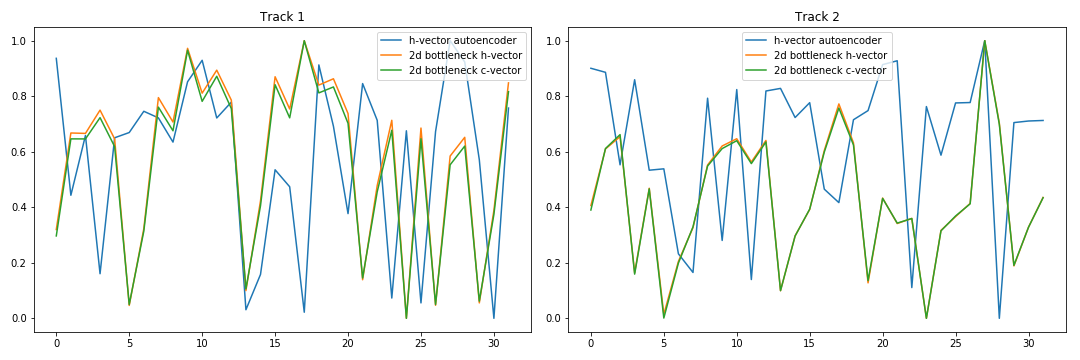 Track 1
h-vector autoencoder
2d bottleneck h-vector
2d bottleneck c-vector
1.0
0.8
0.6
0.4
0.2
0.0
0 5 10 15 20 25 30
Track 2
h-vector autoencoder
2d bottleneck h-vector
2d bottleneck c-vector
1.0
0.8
0.6
0.4
0.2
0.0
0 5 10 15 20 25 30